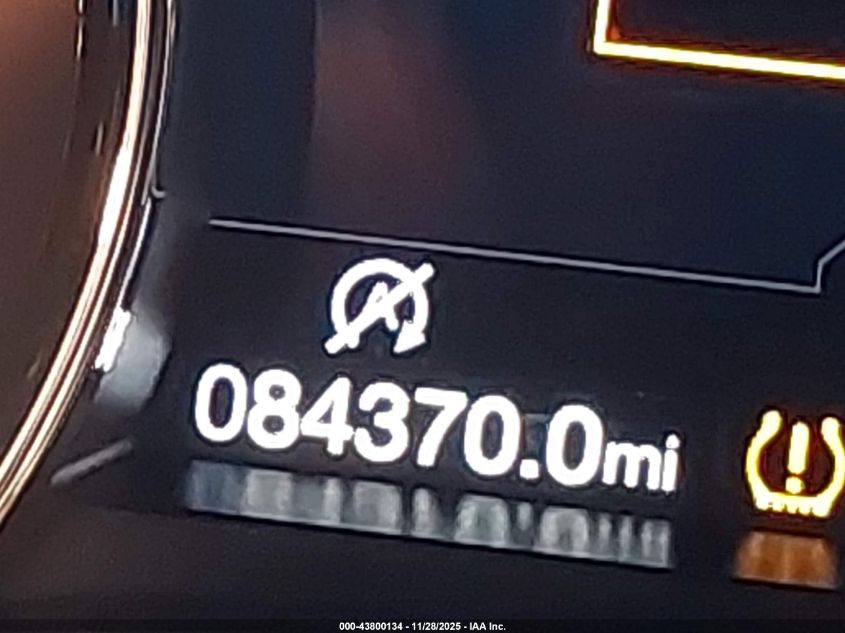 A
084370.0mi
!
000-43800134 - 11/28/2025 - IAA Inc.